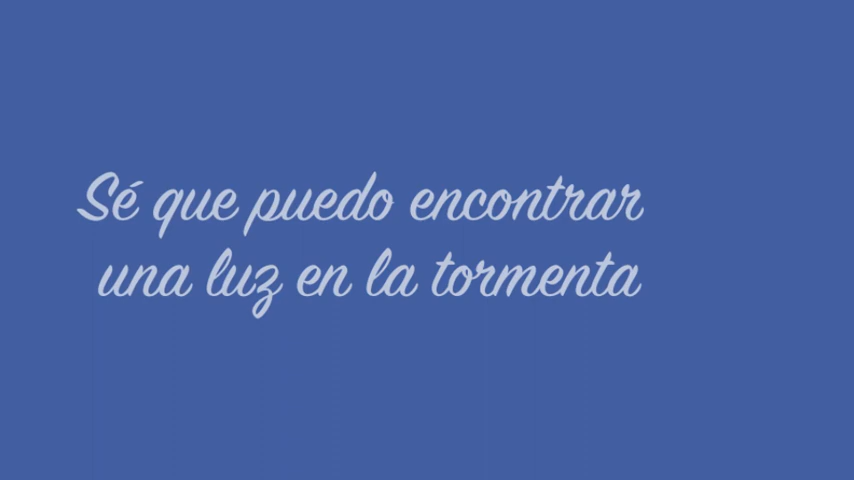 Sé que puedo encontrar
una luz en la tormenta